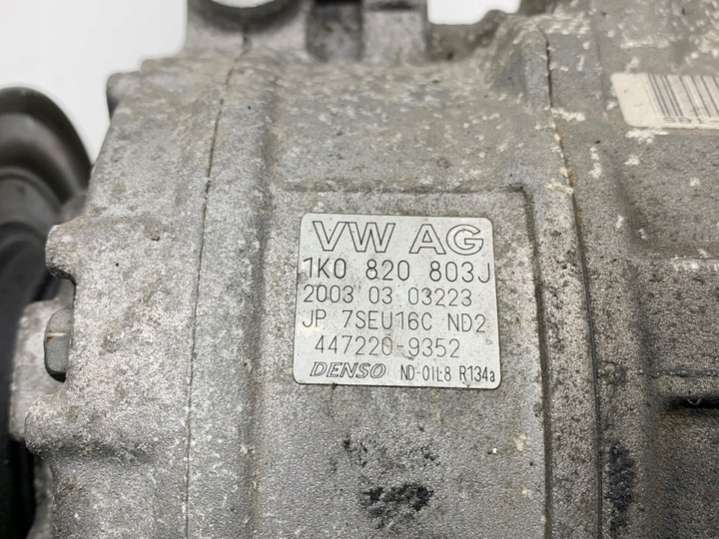 VW AG
1K0 820 803J
2003 03 03223
JP 7SEU16C ND2
447220-9352
DENSO ND-OIL8 R134a